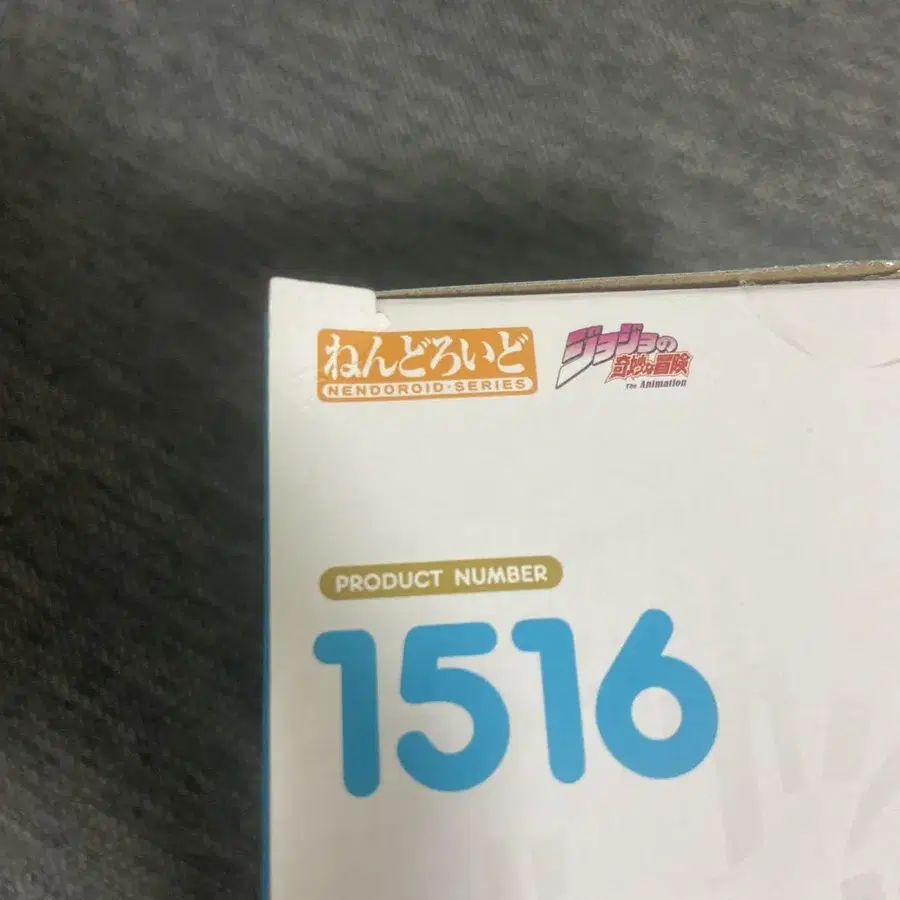 ねんどろいど
NENDOROID・SERIES
ジョジョの
奇妙な冒険
The Animation
PRODUCT NUMBER
1516